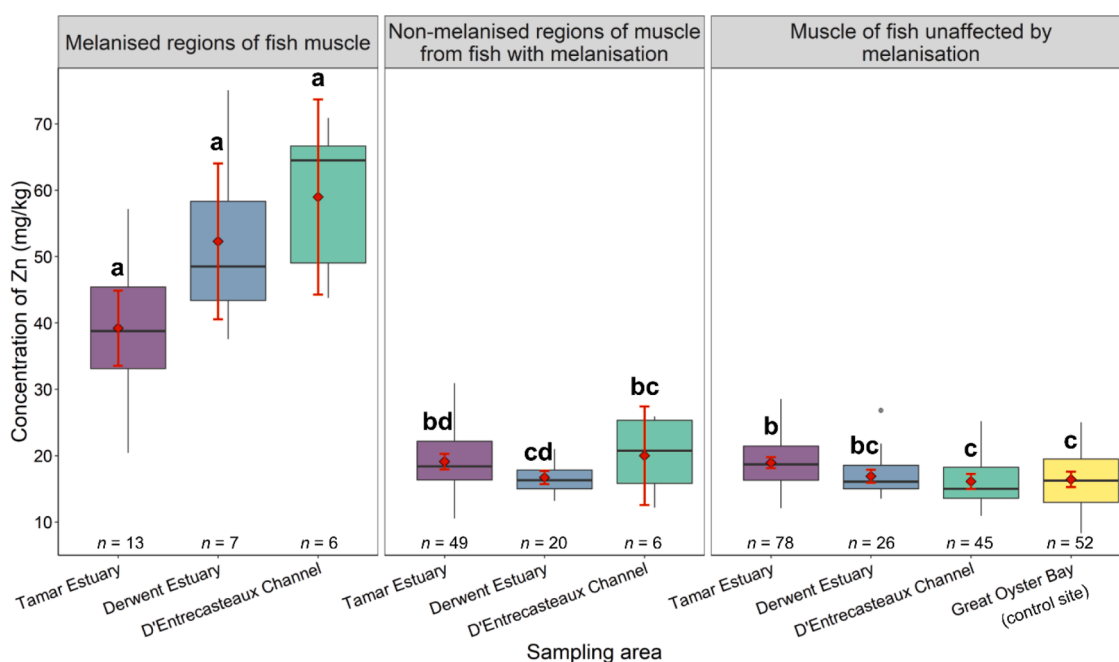 Melanised regions of fish muscle
Non-melanised regions of muscle
from fish with melanisation
Muscle of fish unaffected by
melanisation
Concentration of Zn (mg/kg)
70
60
50
40
30
20
10
a
a
a
bd
cd
bc
b
bc
c
c
n = 13
n = 7
n = 6
n = 49
n = 20
n = 6
n = 78
n = 26
n = 45
n = 52
Tamar Estuary
Derwent Estuary
D'Entrecasteaux Channel
Tamar Estuary
Derwent Estuary
D'Entrecasteaux Channel
Tamar Estuary
Derwent Estuary
D'Entrecasteaux Channel
Great Oyster Bay
(control site)
Sampling area